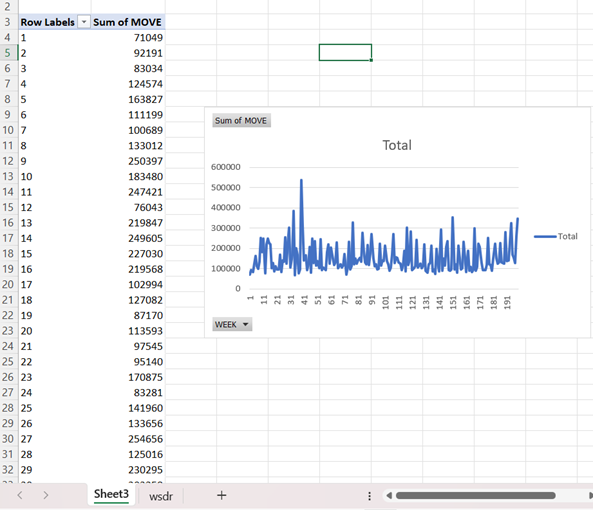 2
3 Row Labels Sum of MOVE
4 1 71049
5 2 92191
6 3 83034
7 4 124574
8 5 163827
9 6 111199
10 7 100689
11 8 133012
12 9 250397
13 10 183480
14 11 247421
15 12 76043
16 13 219847
17 14 249605
18 15 227030
19 16 219568
20 17 102994
21 18 127082
22 19 87170
23 20 113593
24 21 97545
25 22 95140
26 23 170875
27 24 83281
28 25 141960
29 26 133656
30 27 254656
31 28 125016
32 29 230295
Sum of MOVE
Total
600000
500000
400000
300000
200000
100000
0
1 11 21 31 41 51 61 71 81 91 101 111 121 131 141 151 161 171 181 191
Total
WEEK
Sheet3 wsdr